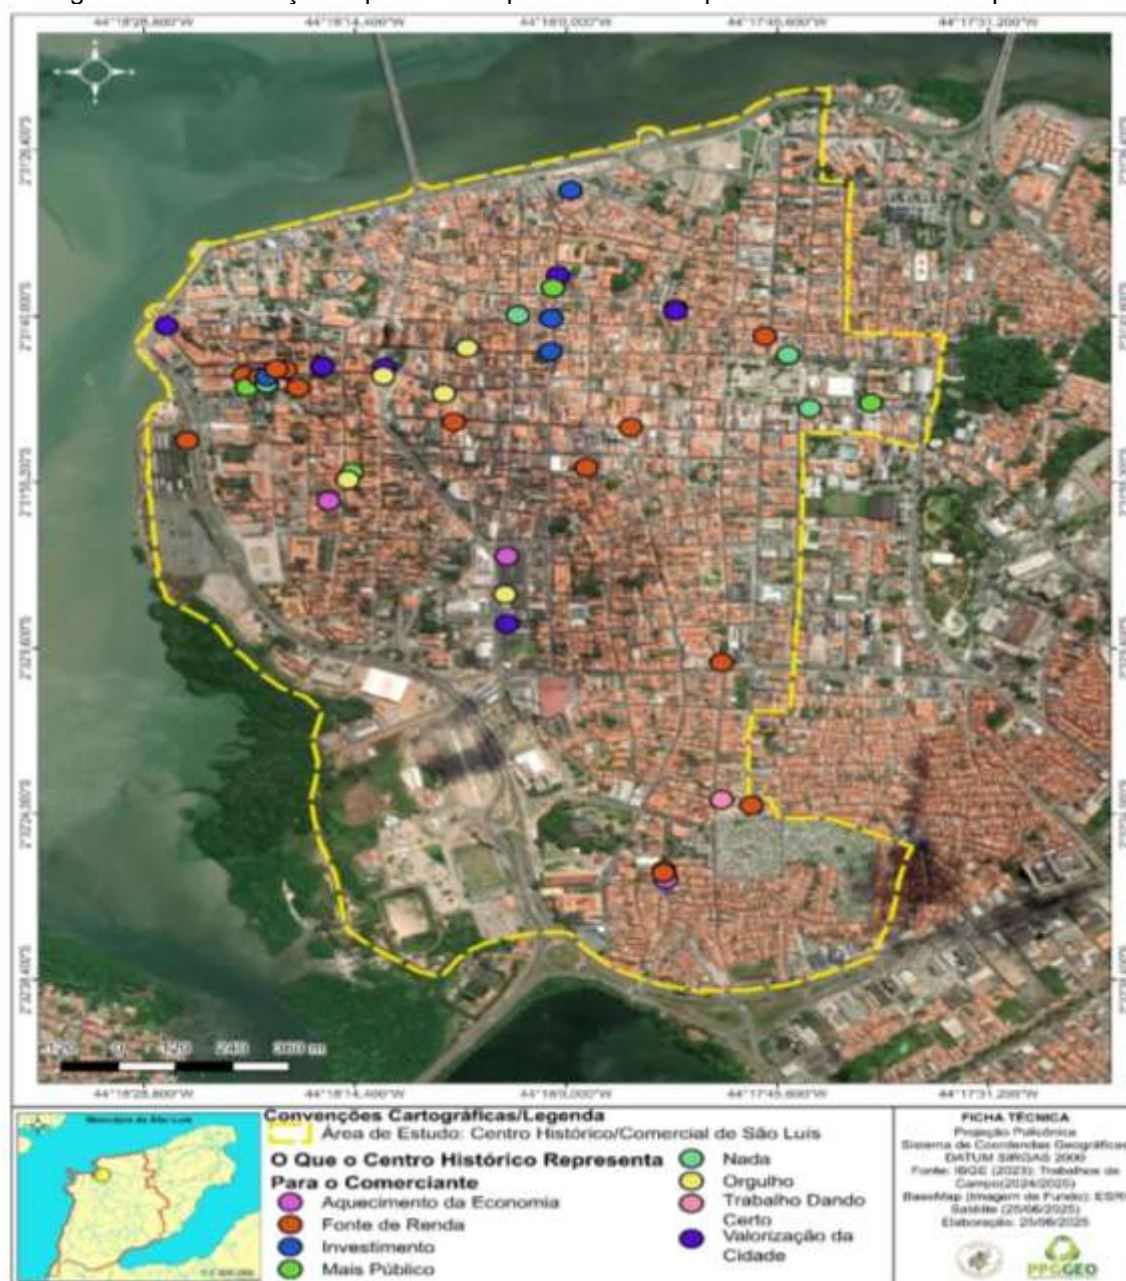 44°18'28,800"W 44°18'14,400"W 44°18'0,000"W 44°17'31,200"W
-120 0 120 240 360 m
44°18'28,800"W 44°18'14,400"W 44°18'0,000"W 44°17'45,600"W 44°17'31,200"W
Município de São Luís
Convenções Cartográficas/Legenda
Área de Estudo: Centro Histórico/Comercial de São Luís
O Que o Centro Histórico Representa
Para o Comerciante
Aquecimento da Economia
Fonte de Renda
Investimento
Mais Público
Nada
Orgulho
Trabalho Dando
Certo
Valorização da
Cidade
FICHA TÉCNICA
Projeção Policônica
Sistema de Coordendas Geográficas
DATUM SIRGAS 2000
Fonte: IBGE (2023); Trabalhos de
Campo(2024/2025)
BaseMap (Imagem de Fundo): ESRI
Satélite (25/06/2025)
Elaboração: 25/06/2025
PPGGEO